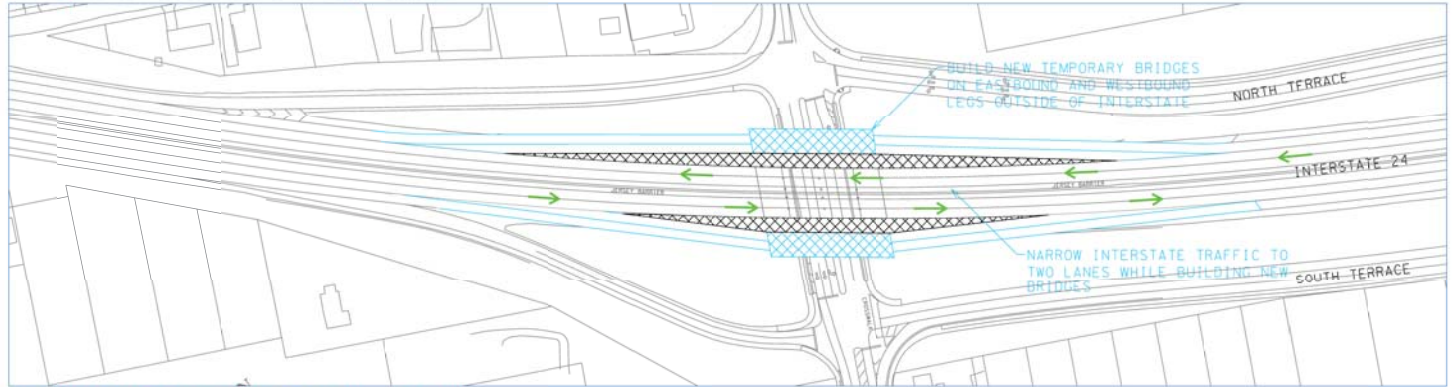 BUILD NEW TEMPORARY BRIDGES
ON EASTBOUND AND WESTBOUND
LEGS OUTSIDE OF INTERSTATE
NORTH TERRACE
INTERSTATE 24
JERSEY BARRIER
JERSEY BARRIER
NARROW INTERSTATE TRAFFIC TO
TWO LANES WHILE BUILDING NEW
BRIDGES
SOUTH TERRACE
CROSSWALK